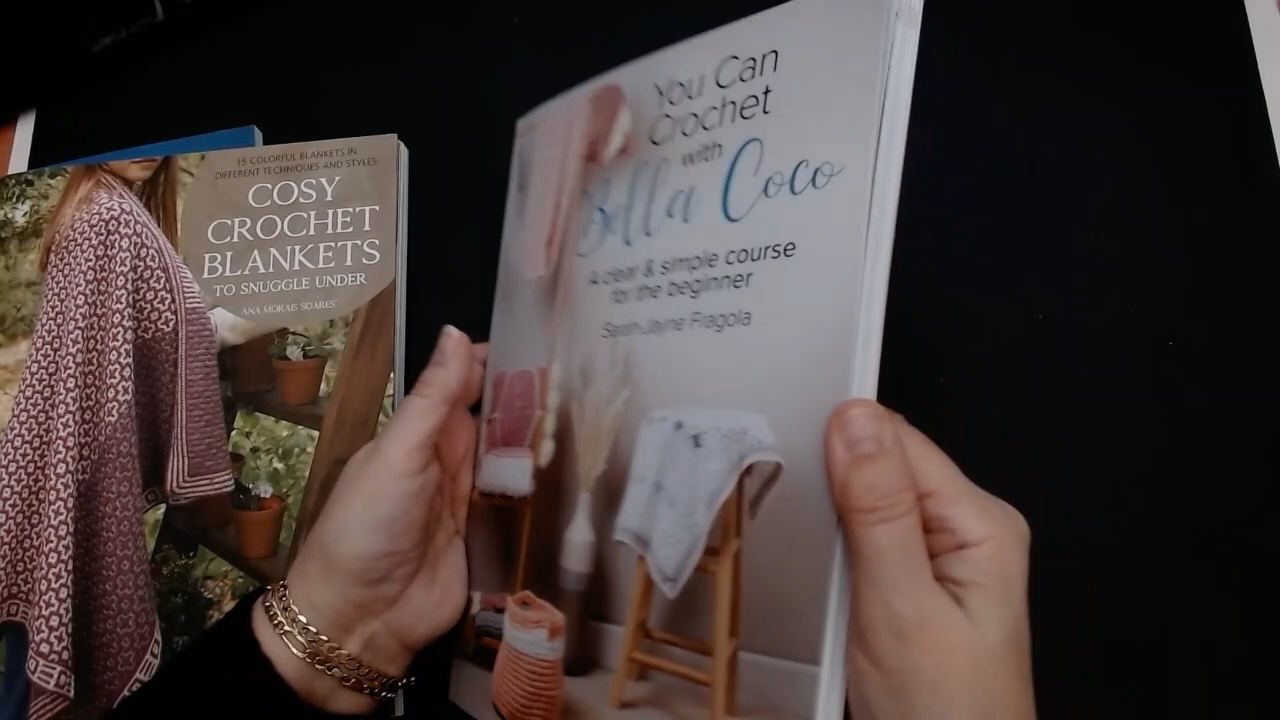 15 COLORFUL BLANKETS IN
DIFFERENT TECHNIQUES AND STYLES
COSY
CROCHET
BLANKETS
TO SNUGGLE UNDER
ANA MORAIS SOARES
You Can
Crochet
with
Bella Coco
A clear & simple course
for the beginner
Sarah-Jayne Fragola